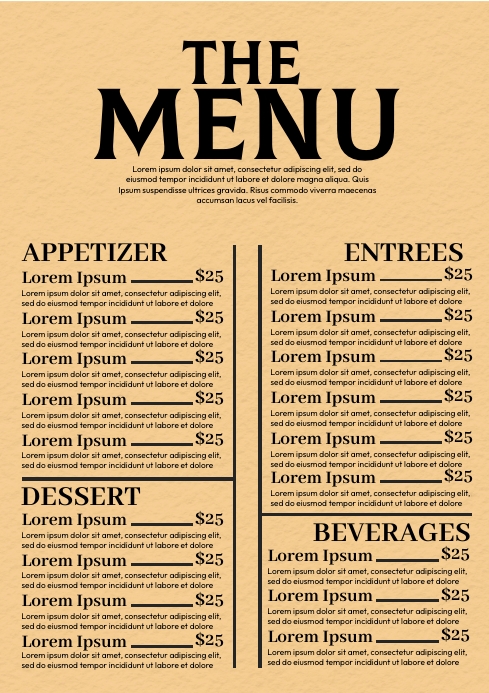 THE
MENU
Lorem ipsum dolor sit amet, consectetur adipiscing elit, sed do
eiusmod tempor incididunt ut labore et dolore magna aliqua. Quis
Ipsum suspendisse ultrices gravida. Risus commodo viverra maecenas
accumsan lacus vel facilisis.
APPETIZER
Lorem Ipsum $25
Lorem ipsum dolor sit amet, consectetur adipiscing elit,
sed do eiusmod tempor incididunt ut labore et dolore
Lorem Ipsum $25
Lorem ipsum dolor sit amet, consectetur adipiscing elit,
sed do eiusmod tempor incididunt ut labore et dolore
Lorem Ipsum $25
Lorem ipsum dolor sit amet, consectetur adipiscing elit,
sed do eiusmod tempor incididunt ut labore et dolore
Lorem Ipsum $25
Lorem ipsum dolor sit amet, consectetur adipiscing elit,
sed do eiusmod tempor incididunt ut labore et dolore
Lorem Ipsum $25
Lorem ipsum dolor sit amet, consectetur adipiscing elit,
sed do eiusmod tempor incididunt ut labore et dolore
DESSERT
Lorem Ipsum $25
Lorem ipsum dolor sit amet, consectetur adipiscing elit,
sed do eiusmod tempor incididunt ut labore et dolore
Lorem Ipsum $25
Lorem ipsum dolor sit amet, consectetur adipiscing elit,
sed do eiusmod tempor incididunt ut labore et dolore
Lorem Ipsum $25
Lorem ipsum dolor sit amet, consectetur adipiscing elit,
sed do eiusmod tempor incididunt ut labore et dolore
Lorem Ipsum $25
Lorem ipsum dolor sit amet, consectetur adipiscing elit,
sed do eiusmod tempor incididunt ut labore et dolore
ENTREES
Lorem Ipsum $25
Lorem ipsum dolor sit amet, consectetur adipiscing elit,
sed do eiusmod tempor incididunt ut labore et dolore
Lorem Ipsum $25
Lorem ipsum dolor sit amet, consectetur adipiscing elit,
sed do eiusmod tempor incididunt ut labore et dolore
Lorem Ipsum $25
Lorem ipsum dolor sit amet, consectetur adipiscing elit,
sed do eiusmod tempor incididunt ut labore et dolore
Lorem Ipsum $25
Lorem ipsum dolor sit amet, consectetur adipiscing elit,
sed do eiusmod tempor incididunt ut labore et dolore
Lorem Ipsum $25
Lorem ipsum dolor sit amet, consectetur adipiscing elit,
sed do eiusmod tempor incididunt ut labore et dolore
Lorem Ipsum $25
Lorem ipsum dolor sit amet, consectetur adipiscing elit,
sed do eiusmod tempor incididunt ut labore et dolore
BEVERAGES
Lorem Ipsum $25
Lorem ipsum dolor sit amet, consectetur adipiscing elit,
sed do eiusmod tempor incididunt ut labore et dolore
Lorem Ipsum $25
Lorem ipsum dolor sit amet, consectetur adipiscing elit,
sed do eiusmod tempor incididunt ut labore et dolore
Lorem Ipsum $25
Lorem ipsum dolor sit amet, consectetur adipiscing elit,
sed do eiusmod tempor incididunt ut labore et dolore